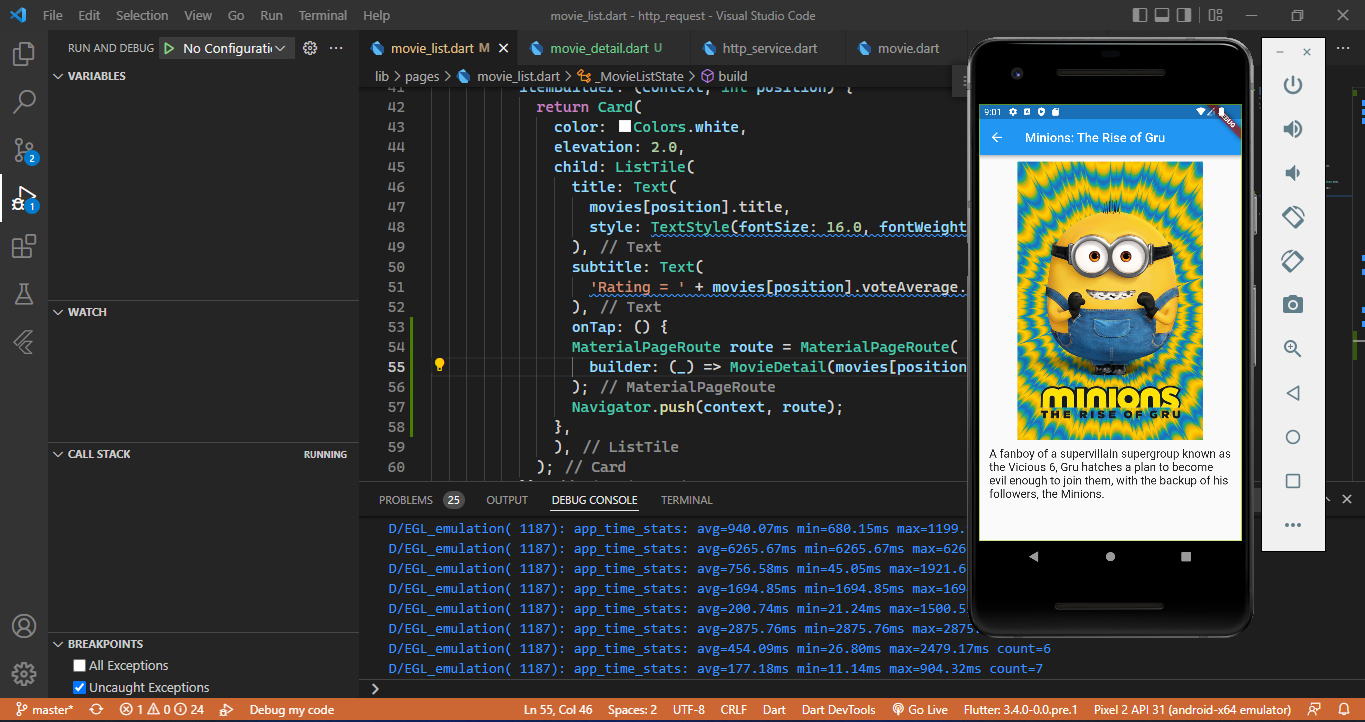 File Edit Selection View Go Run Terminal Help
movie_list.dart - http_request - Visual Studio Code
RUN AND DEBUG No Configurati
VARIABLES
WATCH
CALL STACK RUNNING
BREAKPOINTS
All Exceptions
Uncaught Exceptions
2
1
movie_list.dart M movie_detail.dart U http_service.dart movie.dart
lib > pages > movie_list.dart > _MovieListState > build
41 itemBuilder: (context, int position) {
42 return Card(
43 color: Colors.white,
44 elevation: 2.0,
45 child: ListTile(
46 title: Text(
47 movies[position].title,
48 style: TextStyle(fontSize: 16.0, fontWeight
49 ), // Text
50 subtitle: Text(
51 'Rating = ' + movies[position].voteAverage.
52 ), // Text
53 onTap: () {
54 MaterialPageRoute route = MaterialPageRoute(
55 builder: (_) => MovieDetail(movies[position
56 ); // MaterialPageRoute
57 Navigator.push(context, route);
58 },
59 ), // ListTile
60 ); // Card
PROBLEMS 25 OUTPUT DEBUG CONSOLE TERMINAL
D/EGL_emulation( 1187): app_time_stats: avg=940.07ms min=680.15ms max=1199.
D/EGL_emulation( 1187): app_time_stats: avg=6265.67ms min=6265.67ms max=626
D/EGL_emulation( 1187): app_time_stats: avg=756.58ms min=45.05ms max=1921.6
D/EGL_emulation( 1187): app_time_stats: avg=1694.85ms min=1694.85ms max=169
D/EGL_emulation( 1187): app_time_stats: avg=200.74ms min=21.24ms max=1500.5
D/EGL_emulation( 1187): app_time_stats: avg=2875.76ms min=2875.76ms max=2875.
D/EGL_emulation( 1187): app_time_stats: avg=454.09ms min=26.80ms max=2479.17ms count=6
D/EGL_emulation( 1187): app_time_stats: avg=177.18ms min=11.14ms max=904.32ms count=7
9:01
DEBUG
Minions: The Rise of Gru
minions
THE RISE OF GRU
A fanboy of a supervillain supergroup known as
the Vicious 6, Gru hatches a plan to become
evil enough to join them, with the backup of his
followers, the Minions.
master* 1 0 24 Debug my code Ln 55, Col 46 Spaces: 2 UTF-8 CRLF Dart Dart DevTools Go Live Flutter: 3.4.0-0.0.pre.1 Pixel 2 API 31 (android-x64 emulator)